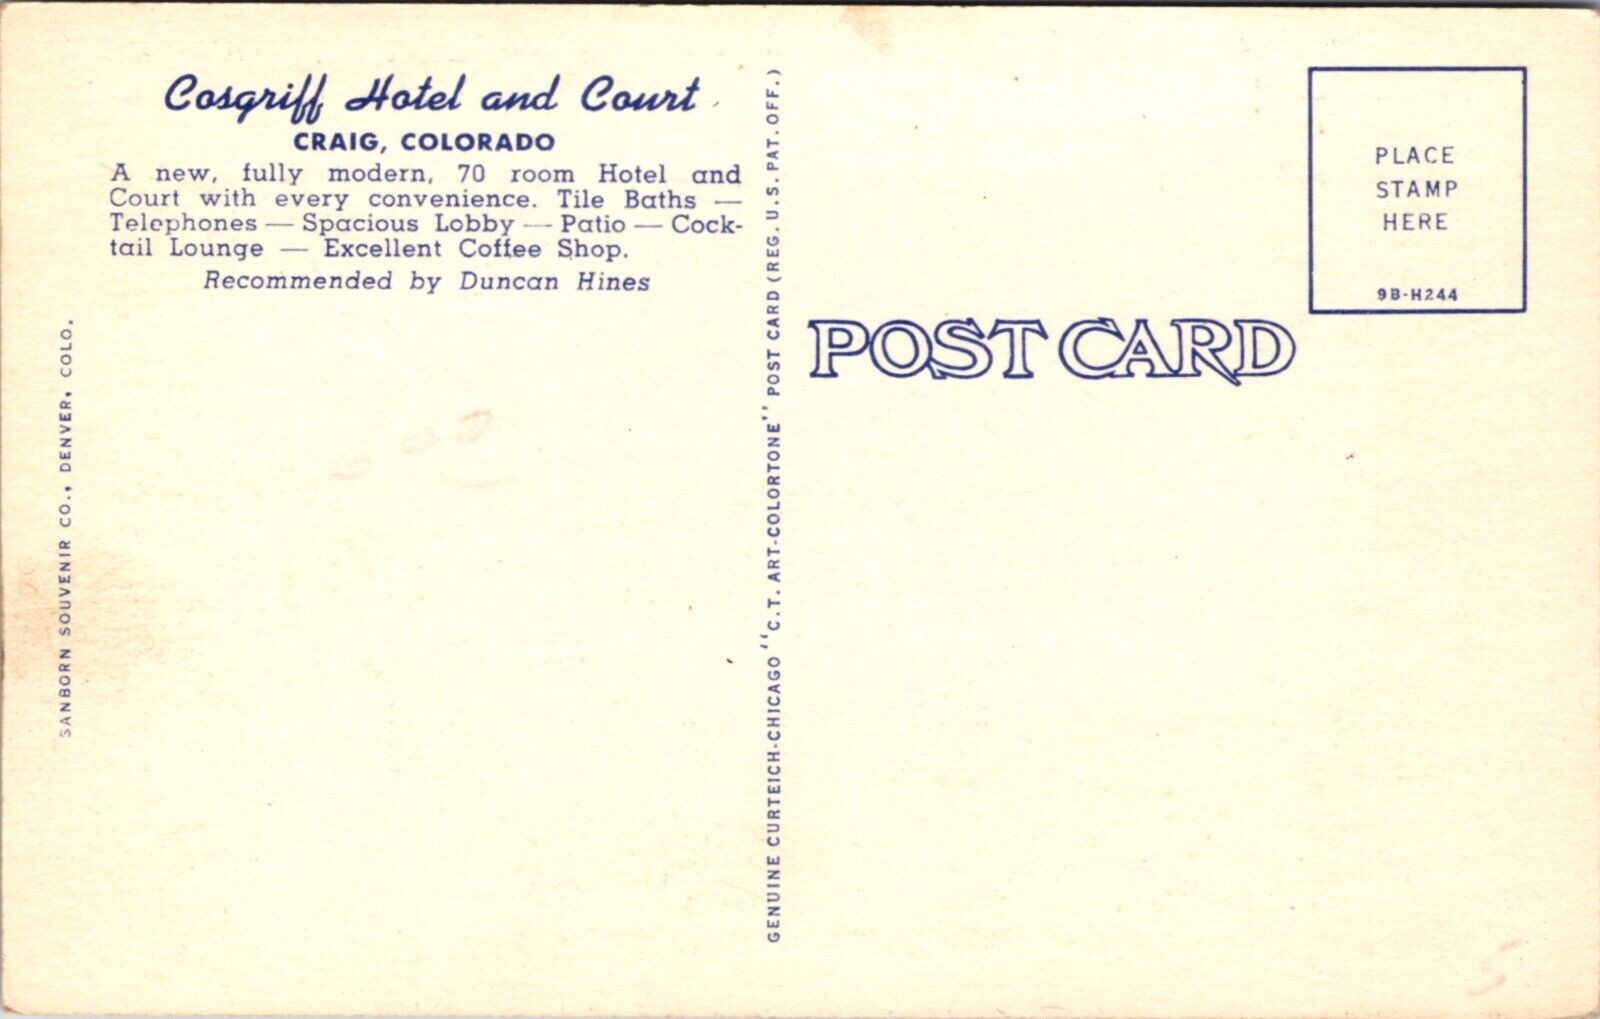 Cosgriff Hotel and Court
CRAIG, COLORADO
A new, fully modern, 70 room Hotel and
Court with every convenience. Tile Baths —
Telephones — Spacious Lobby — Patio — Cock-
tail Lounge — Excellent Coffee Shop.
Recommended by Duncan Hines
SANBORN SOUVENIR CO., DENVER, COLO.
GENUINE CURTEICH-CHICAGO "C.T. ART-COLORTONE" POST CARD (REG. U.S. PAT. OFF.)
POST CARD
PLACE
STAMP
HERE
9B-H244
5